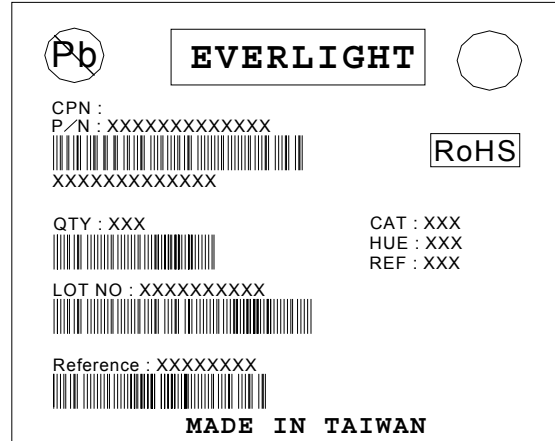 Pb
EVERLIGHT
CPN :
P/N : XXXXXXXXXXXXX
RoHS
XXXXXXXXXXXXX
QTY : XXX
CAT : XXX
HUE : XXX
REF : XXX
LOT NO : XXXXXXXXXX
Reference : XXXXXXXX
MADE IN TAIWAN